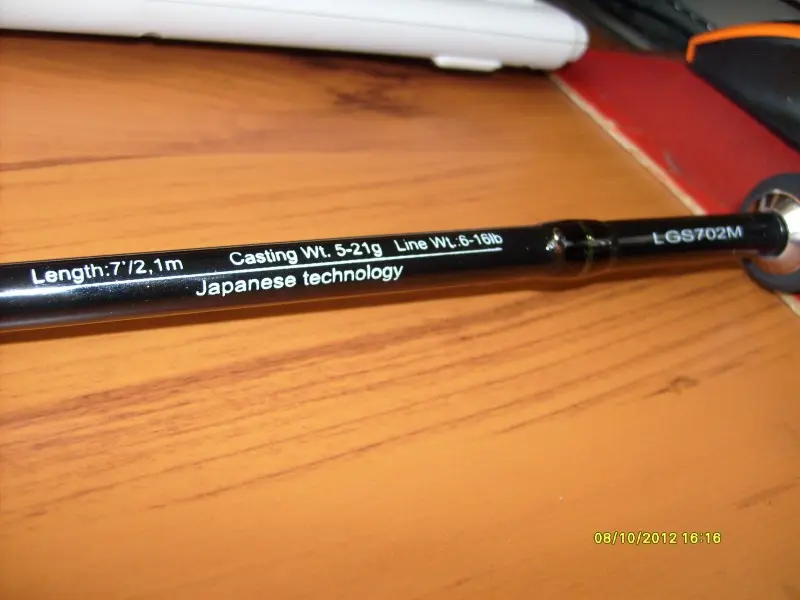 Length:7'/2,1m Casting Wt. 5-21g Line Wt.:6-16lb
Japanese technology
LGS702M
08/10/2012 16:16